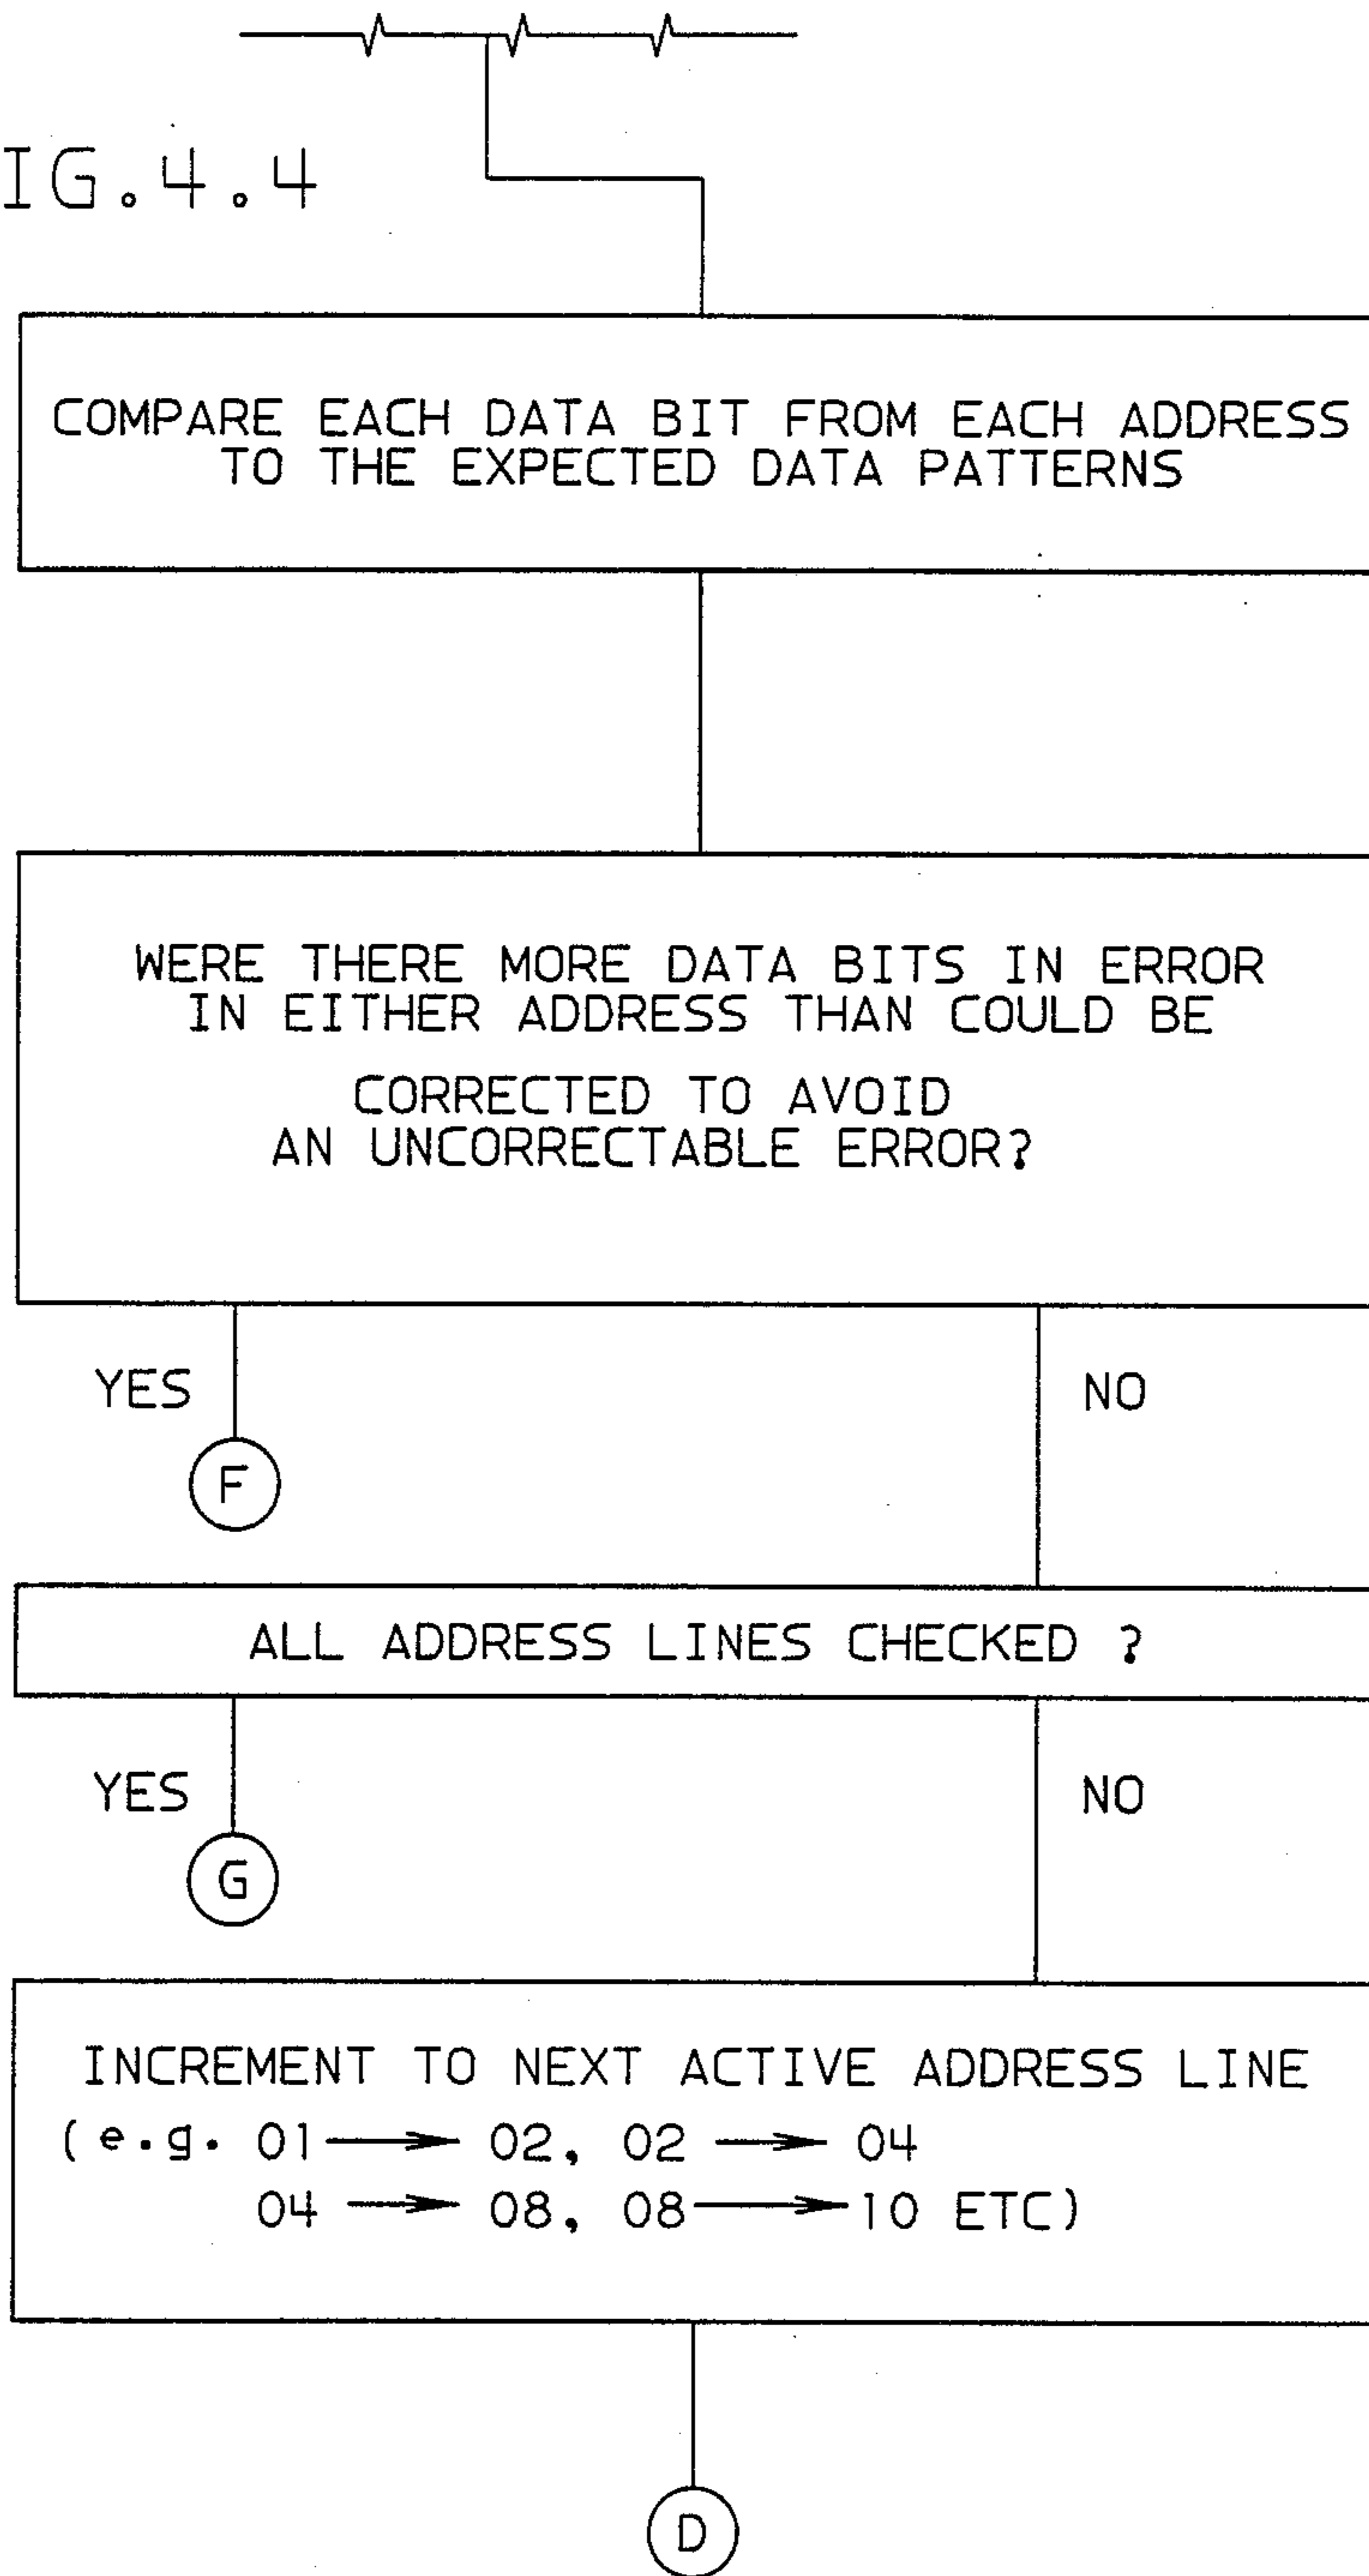 IG.4.4
COMPARE EACH DATA BIT FROM EACH ADDRESS
TO THE EXPECTED DATA PATTERNS
WERE THERE MORE DATA BITS IN ERROR
IN EITHER ADDRESS THAN COULD BE
CORRECTED TO AVOID
AN UNCORRECTABLE ERROR?
YES
NO
F
ALL ADDRESS LINES CHECKED ?
YES
NO
G
INCREMENT TO NEXT ACTIVE ADDRESS LINE
(e.g. 01 → 02, 02 → 04
04 → 08, 08 → 10 ETC)
D